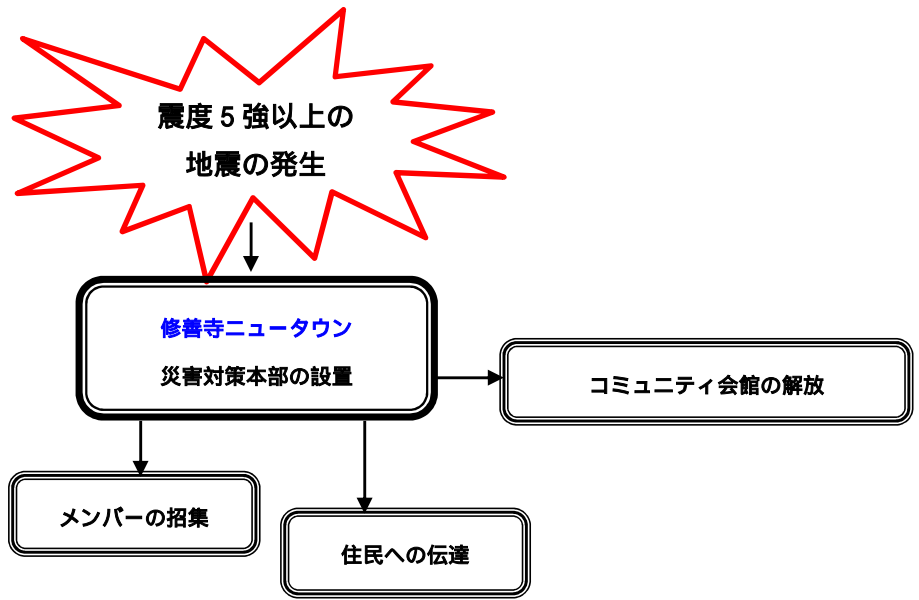 震度５強以上の
地震の発生
修善寺ニュータウン
災害対策本部の設置
コミュニティ会館の解放
メンバーの招集
住民への伝達